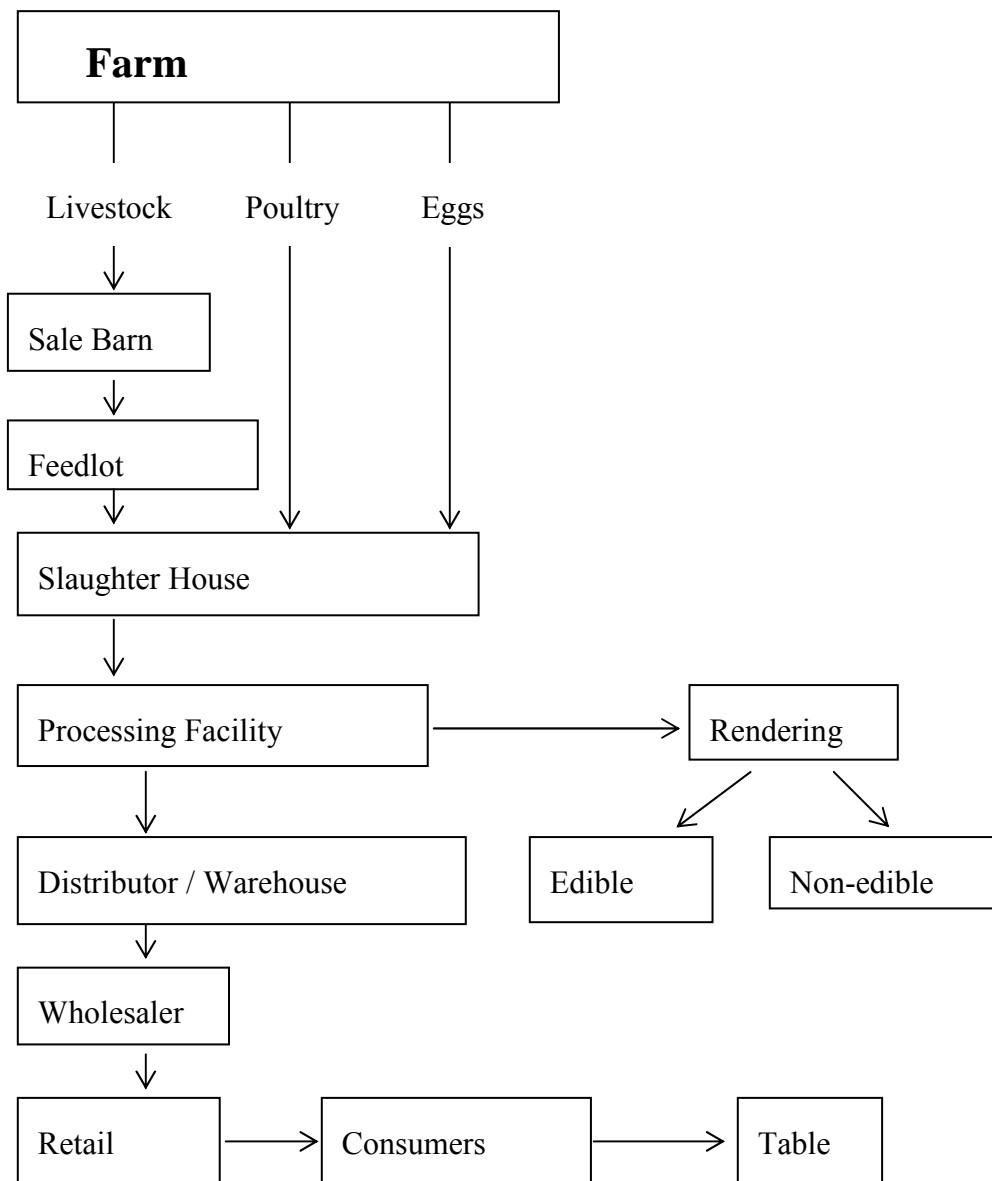 Farm
Livestock Poultry Eggs
Sale Barn
Feedlot
Slaughter House
Processing Facility Rendering
Distributor / Warehouse Edible Non-edible
Wholesaler
Retail Consumers Table